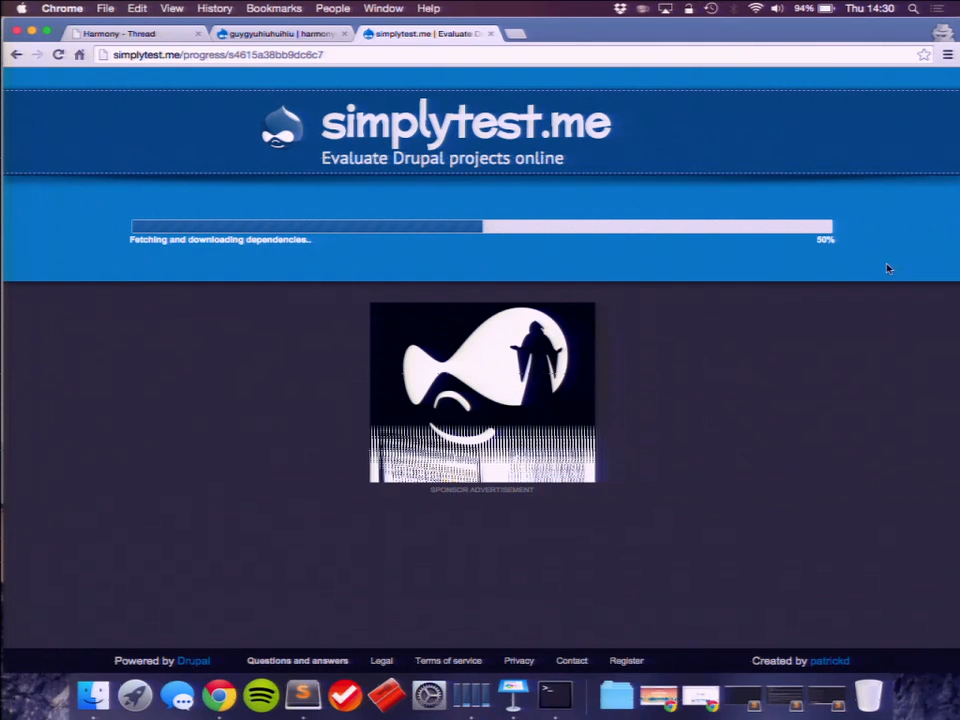 Chrome File Edit View History Bookmarks People Window Help 94% Thu 14:30
Harmony - Thread guygyuhiuhuihiu | harmony simplytest.me | Evaluate D
simplytest.me/progress/s4615a38bb9dc6c7
simplytest.me
Evaluate Drupal projects online
Fetching and downloading dependencies.. 50%
SPONSOR ADVERTISEMENT
Powered by Drupal Questions and answers Legal Terms of service Privacy Contact Register Created by patrickd